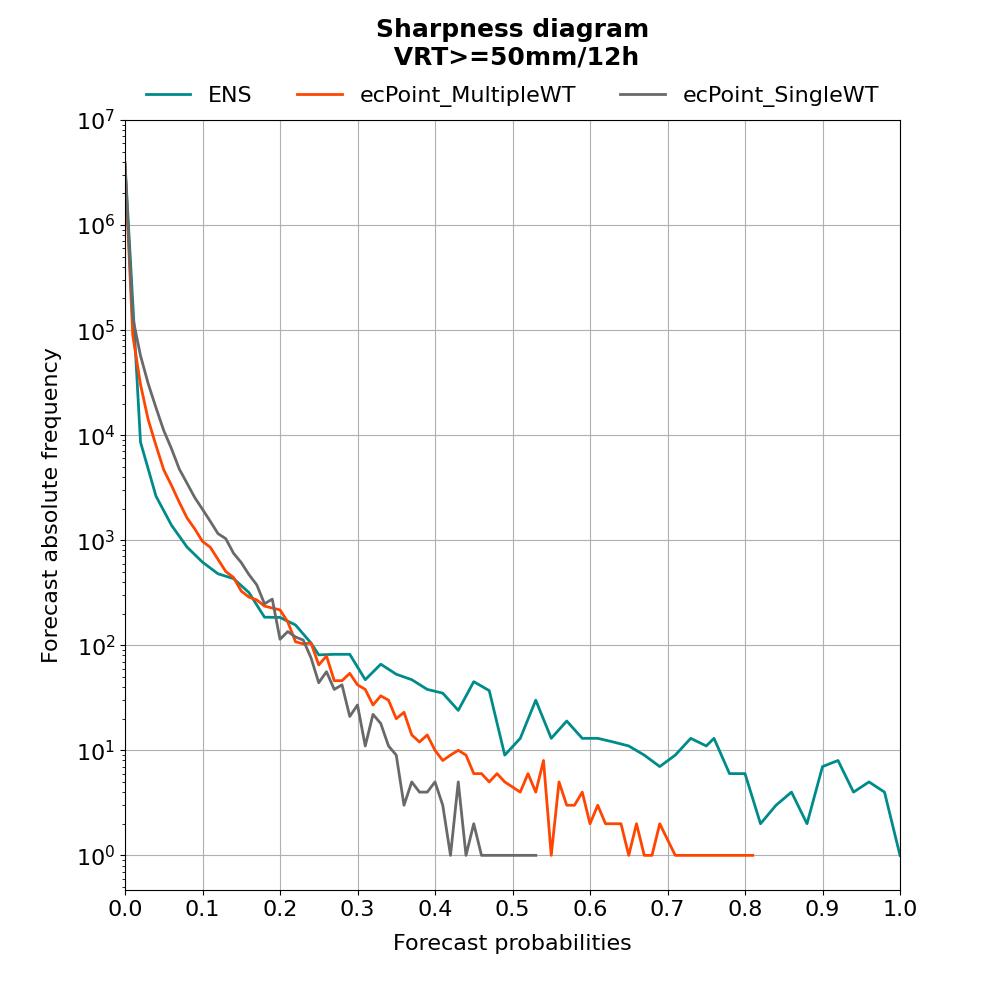 Sharpness diagram
VRT>=50mm/12h
ENS ecPoint_MultipleWT ecPoint_SingleWT
10^7
10^6
10^5
10^4
10^3
10^2
10^1
10^0
Forecast absolute frequency
0.0 0.1 0.2 0.3 0.4 0.5 0.6 0.7 0.8 0.9 1.0
Forecast probabilities